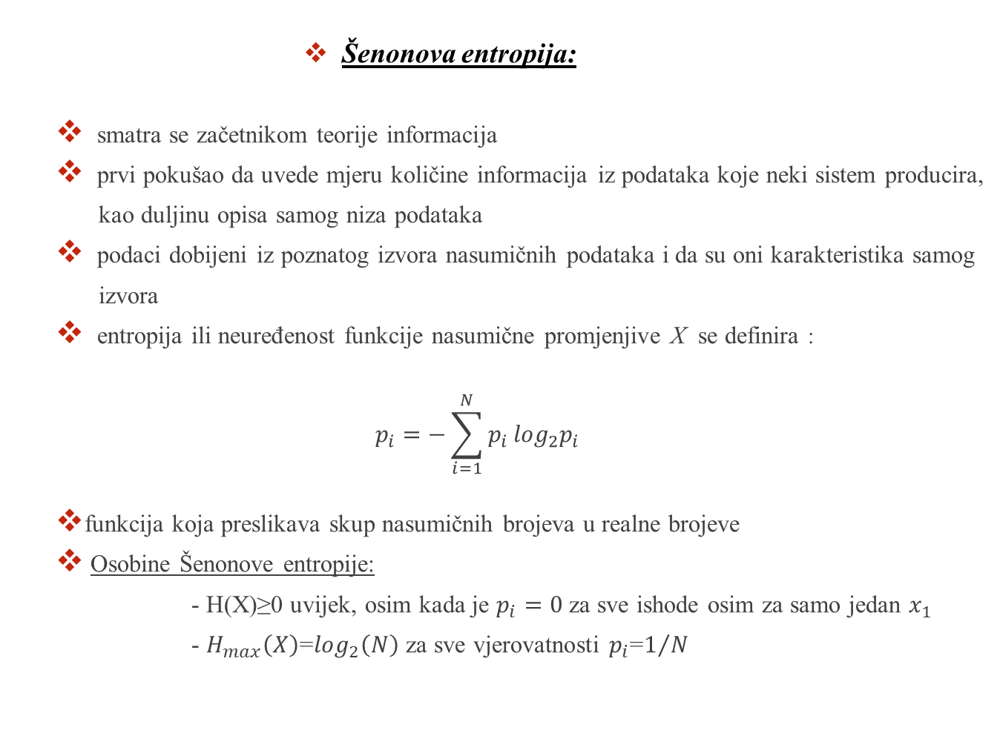 ❖ Šenonova entropija:
❖ smatra se začetnikom teorije informacija
❖ prvi pokušao da uvede mjeru količine informacija iz podataka koje neki sistem producira,
kao duljinu opisa samog niza podataka
❖ podaci dobijeni iz poznatog izvora nasumičnih podataka i da su oni karakteristika samog
izvora
❖ entropija ili neuređenost funkcije nasumične promjenjive X se definira :
p_i = − ∑_{i=1}^{N} p_i log_2 p_i
❖ funkcija koja preslikava skup nasumičnih brojeva u realne brojeve
❖ Osobine Šenonove entropije:
- H(X)≥0 uvijek, osim kada je p_i = 0 za sve ishode osim za samo jedan x_1
- H_{max}(X)=log_2(N) za sve vjerovatnosti p_i=1/N